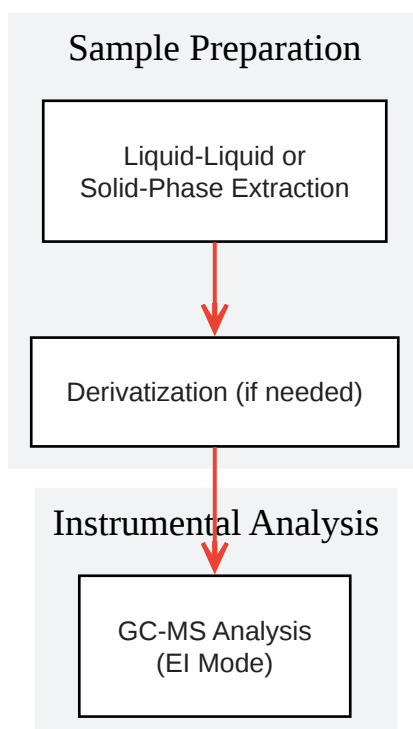 Sample Preparation
Liquid-Liquid or
Solid-Phase Extraction
Derivatization (if needed)
Instrumental Analysis
GC-MS Analysis
(EI Mode)